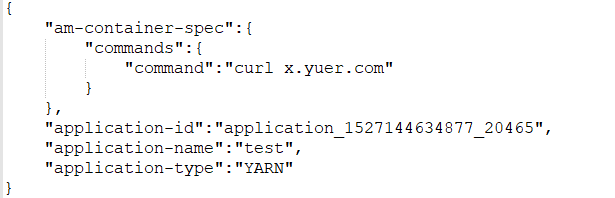 {
"am-container-spec":{
"commands":{
"command":"curl x.yuer.com"
}
},
"application-id":"application_1527144634877_20465",
"application-name":"test",
"application-type":"YARN"
}